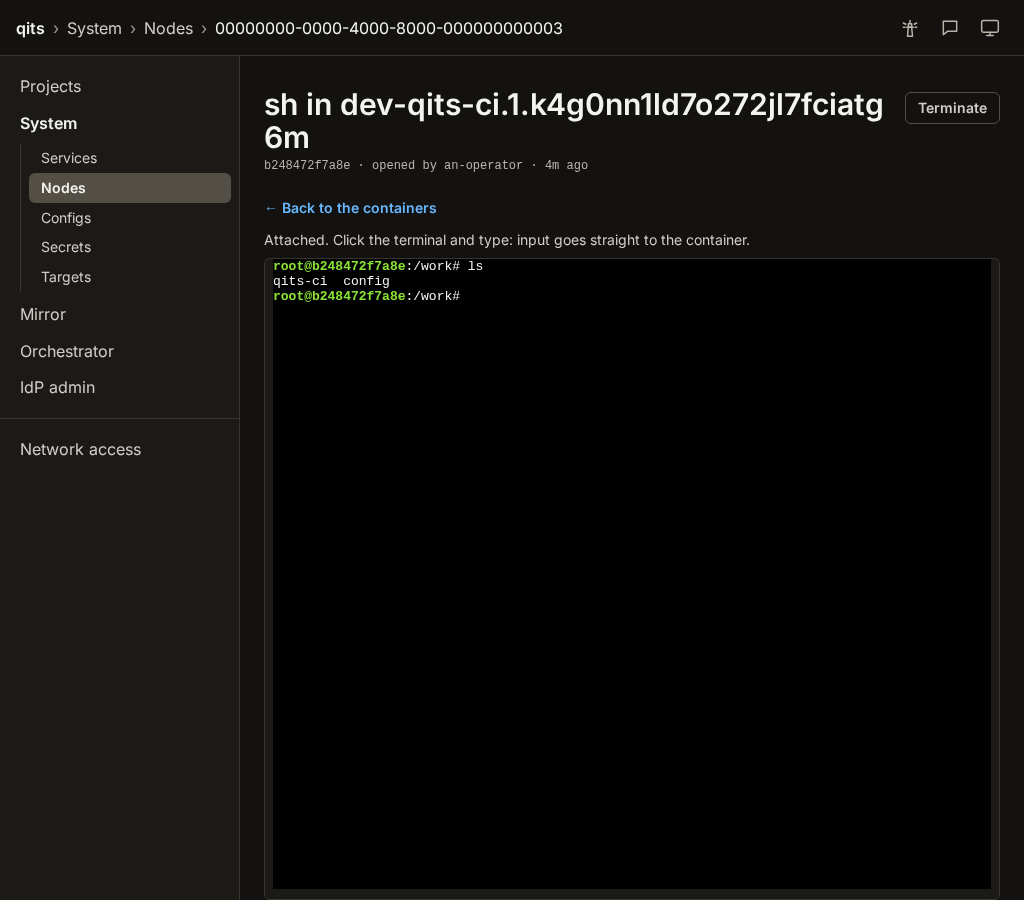 qits › System › Nodes › 00000000-0000-4000-8000-000000000003
Projects
System
Services
Nodes
Configs
Secrets
Targets
Mirror
Orchestrator
IdP admin
Network access
sh in dev-qits-ci.1.k4g0nn1ld7o272jl7fciatg
6m
Terminate
b248472f7a8e · opened by an-operator · 4m ago
← Back to the containers
Attached. Click the terminal and type: input goes straight to the container.
root@b248472f7a8e:/work# ls
qits-ci  config
root@b248472f7a8e:/work#